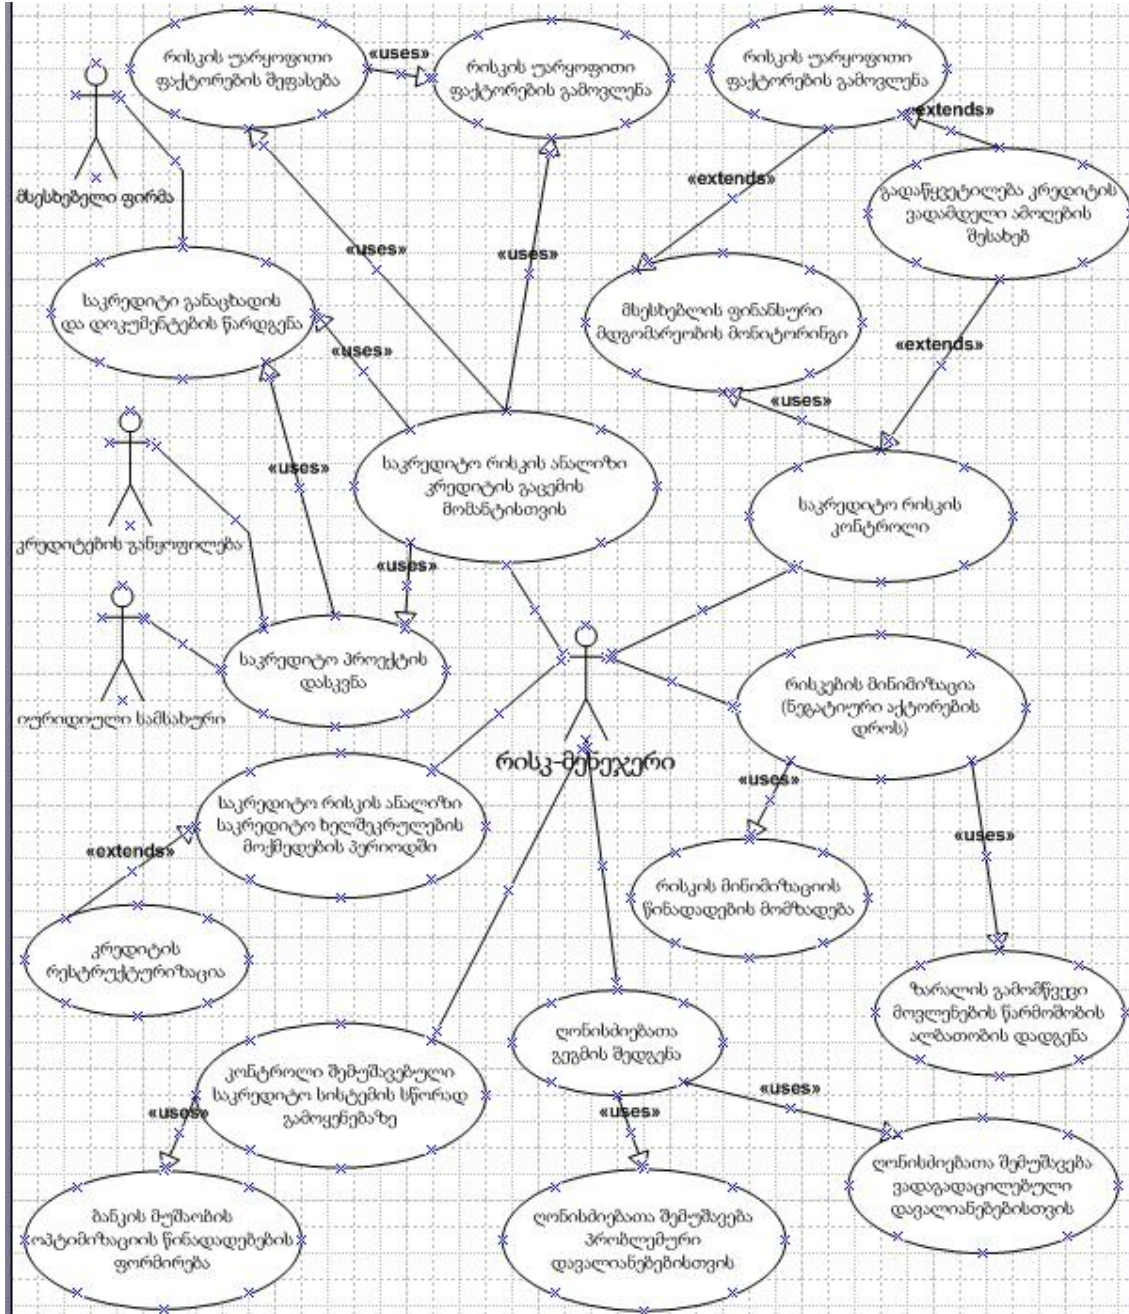 რისკის უარყოფითი
ფაქტორების შეფასება
«uses»
რისკის უარყოფითი
ფაქტორების გამოვლენა
რისკის უარყოფითი
ფაქტორების გამოვლენა
«extends»
მსესხებელი ფირმა
«extends»
გადაწყვეტილება კრედიტის
ვადამდელი ამოღების
შესახებ
«uses»
«uses»
საკრედიტი განაცხადის
და დოკუმენტების წარდგენა
«uses»
მსესხებლის ფინანსური
მდგომარეობის მონიტორინგი
«extends»
«uses»
«uses»
საკრედიტო რისკის ანალიზი
კრედიტის გაცემის
მომანტისთვის
საკრედიტო რისკის
კონტროლი
კრედიტების განყოფილება
«uses»
საკრედიტო პროექტის
დასკვნა
იურიდიული სამსახური
რისკების მინიმიზაცია
(ნეგატიური აქტორების
დროს)
რისკ-მენეჯერი
«uses»
საკრედიტო რისკის ანალიზი
საკრედიტო ხელშეკრულების
მოქმედების პერიოდში
«uses»
«extends»
რისკის მინიმიზაციის
წინადადების მომზადება
კრედიტის
რესტრუქტურიზაცია
ზარალის გამომწვევი
მოვლენების წარმოშობის
ალბათობის დადგენა
ღონისძიებათა
გეგმის შედგენა
კონტროლი შემუშავებული
საკრედიტო სისტემის სწორად
გამოყენებაზე
«uses»
«uses»
«uses»
ღონისძიებათა შემუშავება
ვადაგადაცილებული
დავალიანებებისთვის
ბანკის მუშაობის
ოპტიმიზაციის წინადადებების
ფორმირება
ღონისძიებათა შემუშავება
პრობლემური
დავალიანებებისთვის